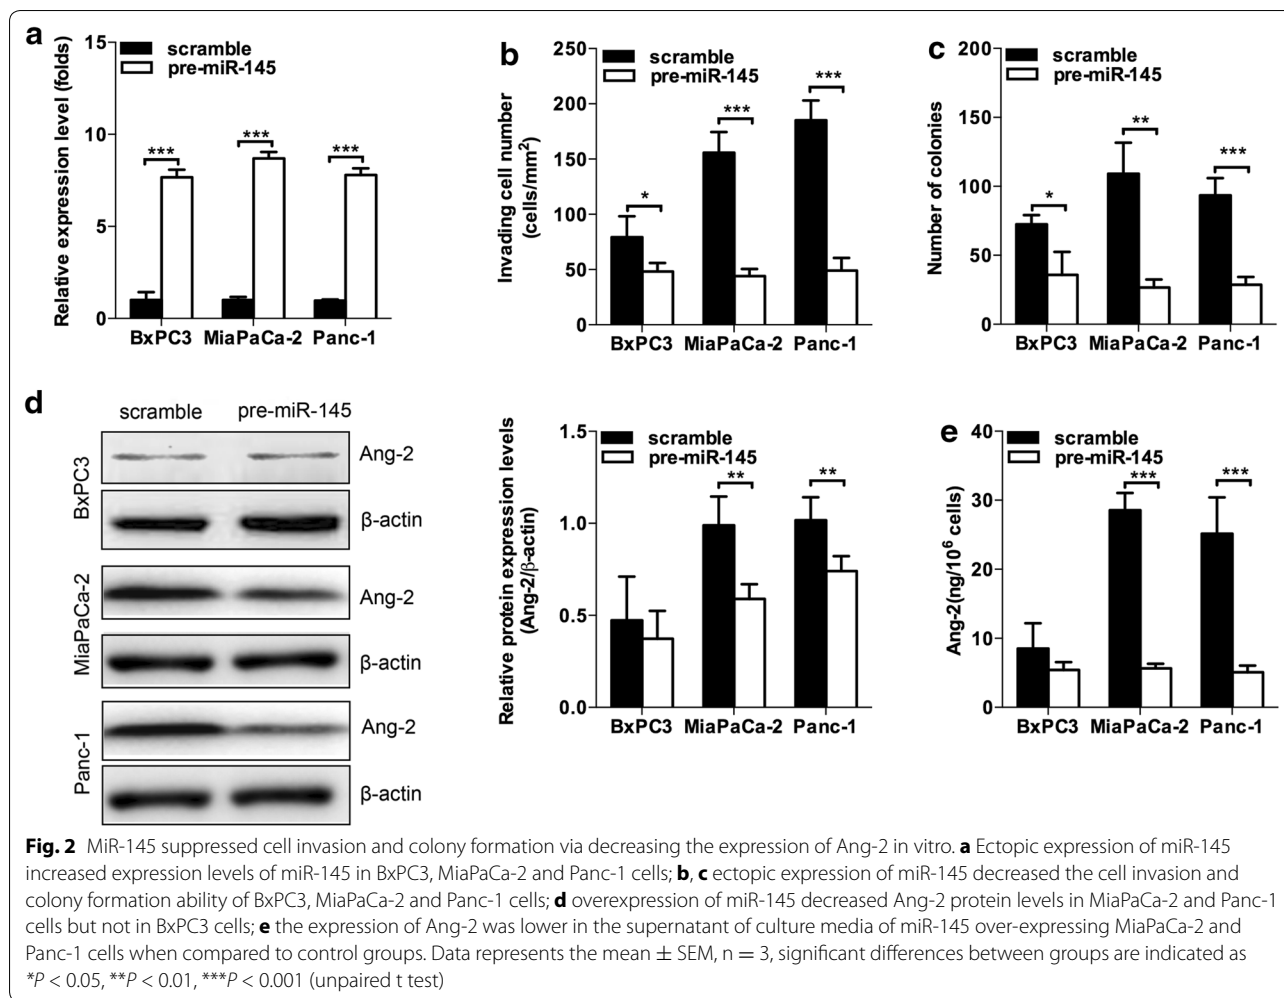 a
15
10
5
0
Relative expression level (folds)
scramble
pre-miR-145
***
***
***
BxPC3 MiaPaCa-2 Panc-1
b
250
200
150
100
50
0
Invading cell number
(cells/mm²)
scramble
pre-miR-145
*
***
***
BxPC3 MiaPaCa-2 Panc-1
c
200
150
100
50
0
Number of colonies
scramble
pre-miR-145
*
**
***
BxPC3 MiaPaCa-2 Panc-1
d
scramble pre-miR-145
BxPC3
Ang-2
β-actin
MiaPaCa-2
Ang-2
β-actin
Panc-1
Ang-2
β-actin
1.5
1.0
0.5
0.0
Relative protein expression levels
(Ang-2/β-actin)
scramble
pre-miR-145
**
**
BxPC3 MiaPaCa-2 Panc-1
e
40
30
20
10
0
Ang-2(ng/10⁶ cells)
scramble
pre-miR-145
***
***
BxPC3 MiaPaCa-2 Panc-1
Fig. 2 MiR-145 suppressed cell invasion and colony formation via decreasing the expression of Ang-2 in vitro. a Ectopic expression of miR-145
increased expression levels of miR-145 in BxPC3, MiaPaCa-2 and Panc-1 cells; b, c ectopic expression of miR-145 decreased the cell invasion and
colony formation ability of BxPC3, MiaPaCa-2 and Panc-1 cells; d overexpression of miR-145 decreased Ang-2 protein levels in MiaPaCa-2 and Panc-1
cells but not in BxPC3 cells; e the expression of Ang-2 was lower in the supernatant of culture media of miR-145 over-expressing MiaPaCa-2 and
Panc-1 cells when compared to control groups. Data represents the mean ± SEM, n = 3, significant differences between groups are indicated as
*P < 0.05, **P < 0.01, ***P < 0.001 (unpaired t test)